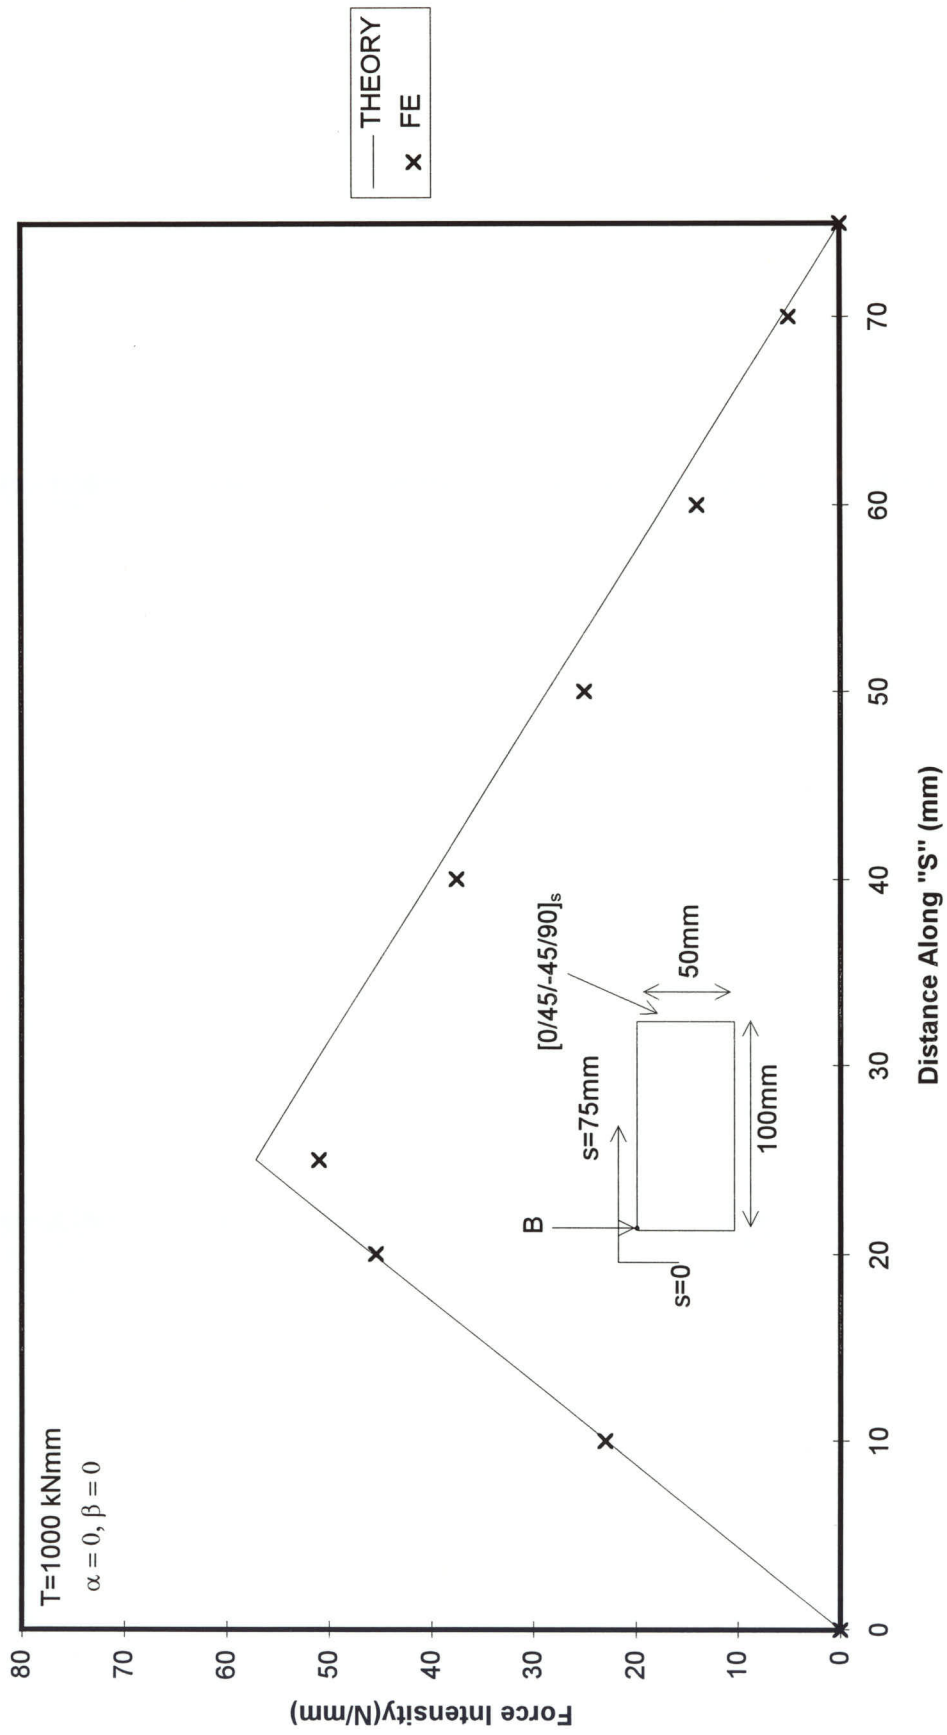 T=1000 kNmm
α = 0, β = 0
80
70
60
50
40
30
20
10
0
Force Intensity(N/mm)
0
10
20
30
40
50
60
70
Distance Along "S" (mm)
B
s=75mm
s=0
[0/45/-45/90]s
50mm
100mm
THEORY
FE